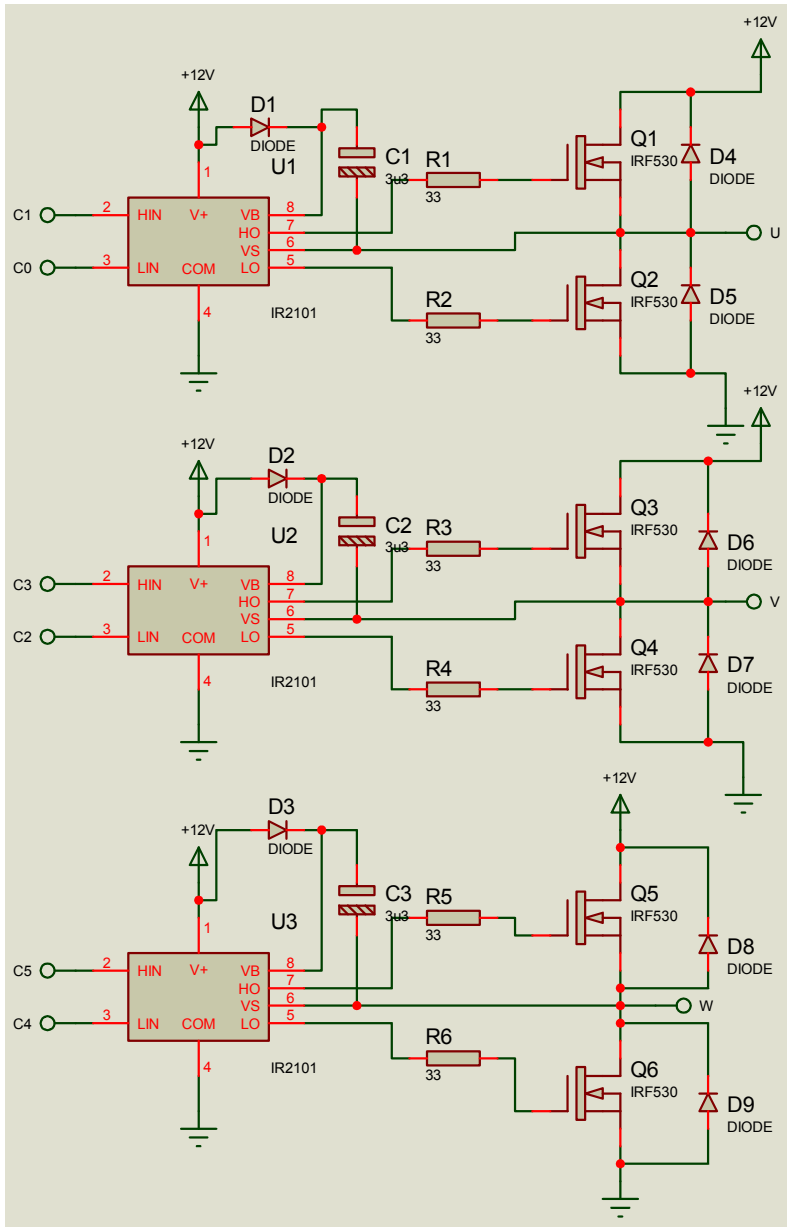 +12V
+12V
D1
DIODE
U1
C1
3u3
R1
33
Q1
IRF530
D4
DIODE
1
C1
2
HIN
V+
VB
8
HO
7
VS
6
C0
3
LIN
COM
LO
5
U
4
IR2101
R2
33
Q2
IRF530
D5
DIODE
+12V
+12V
D2
DIODE
U2
C2
3u3
R3
33
Q3
IRF530
D6
DIODE
1
C3
2
HIN
V+
VB
8
HO
7
VS
6
C2
3
LIN
COM
LO
5
V
4
IR2101
R4
33
Q4
IRF530
D7
DIODE
+12V
+12V
D3
DIODE
U3
C3
3u3
R5
33
Q5
IRF530
D8
DIODE
1
C5
2
HIN
V+
VB
8
HO
7
VS
6
C4
3
LIN
COM
LO
5
W
4
IR2101
R6
33
Q6
IRF530
D9
DIODE